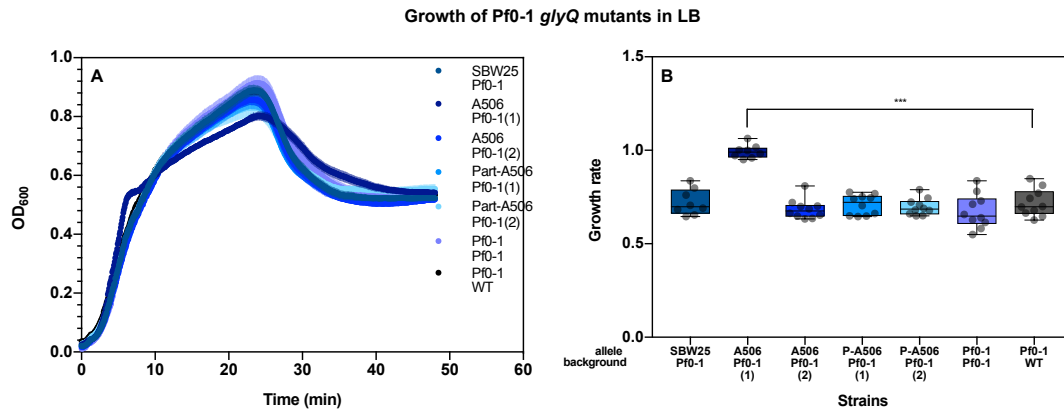 Growth of Pf0-1 glyQ mutants in LB
A
OD600
1.0
0.8
0.6
0.4
0.2
0.0
0
10
20
30
40
50
60
Time (min)
SBW25
Pf0-1
A506
Pf0-1(1)
A506
Pf0-1(2)
Part-A506
Pf0-1(1)
Part-A506
Pf0-1(2)
Pf0-1
Pf0-1
Pf0-1
WT
B
***
Growth rate
1.5
1.0
0.5
0.0
allele
background
SBW25
Pf0-1
A506
Pf0-1
(1)
A506
Pf0-1
(2)
P-A506
Pf0-1
(1)
P-A506
Pf0-1
(2)
Pf0-1
Pf0-1
Pf0-1
WT
Strains